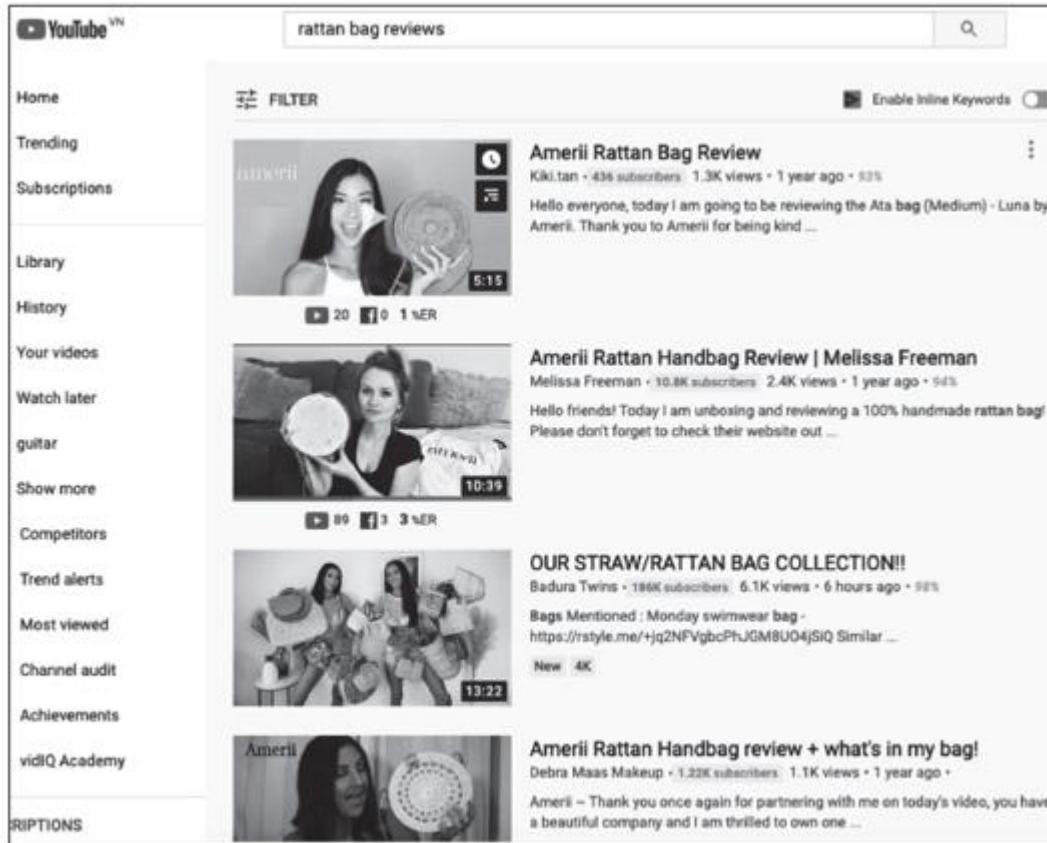 YouTube VN
rattan bag reviews
Home
Trending
Subscriptions
Library
History
Your videos
Watch later
guitar
Show more
Competitors
Trend alerts
Most viewed
Channel audit
Achievements
vidIQ Academy
RIPTIONS
FILTER
Enable Inline Keywords
amerii
5:15
20 0 1 %ER
Amerii Rattan Bag Review
Kiki.tan • 436 subscribers 1.3K views • 1 year ago • 93%
Hello everyone, today I am going to be reviewing the Ata bag (Medium) - Luna by
Amerii. Thank you to Amerii for being kind ...
10:39
89 3 3 %ER
Amerii Rattan Handbag Review | Melissa Freeman
Melissa Freeman • 10.8K subscribers 2.4K views • 1 year ago • 94%
Hello friends! Today I am unboxing and reviewing a 100% handmade rattan bag!
Please don't forget to check their website out ...
13:22
OUR STRAW/RATTAN BAG COLLECTION!!
Badura Twins • 186K subscribers 6.1K views • 6 hours ago • 98%
Bags Mentioned : Monday swimwear bag -
https://rstyle.me/+jq2NFVgbcPhJGM8UO4jSiQ Similar ...
New 4K
Amerii
Amerii Rattan Handbag review + what's in my bag!
Debra Maas Makeup • 1.22K subscribers 1.1K views • 1 year ago •
Amerii ~ Thank you once again for partnering with me on today's video, you have
a beautiful company and I am thrilled to own one ...